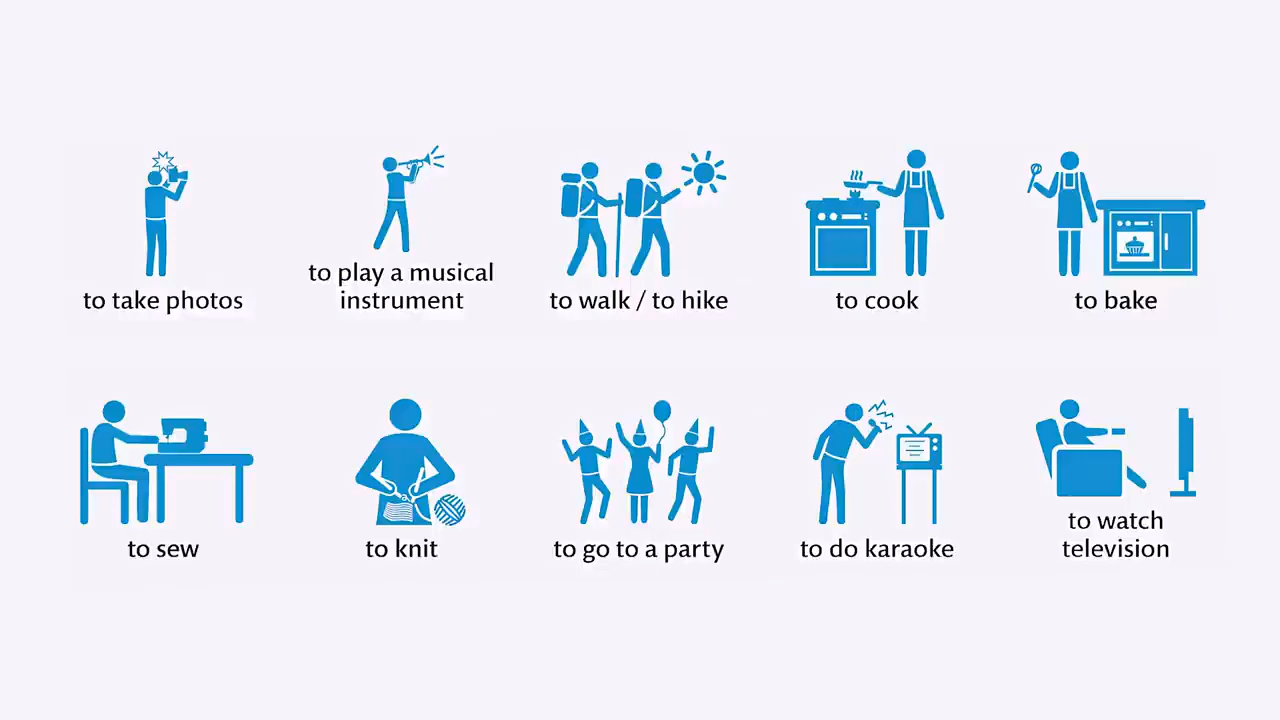 to take photos
to play a musical
instrument
to walk / to hike
to cook
to bake
to sew
to knit
to go to a party
to do karaoke
to watch
television